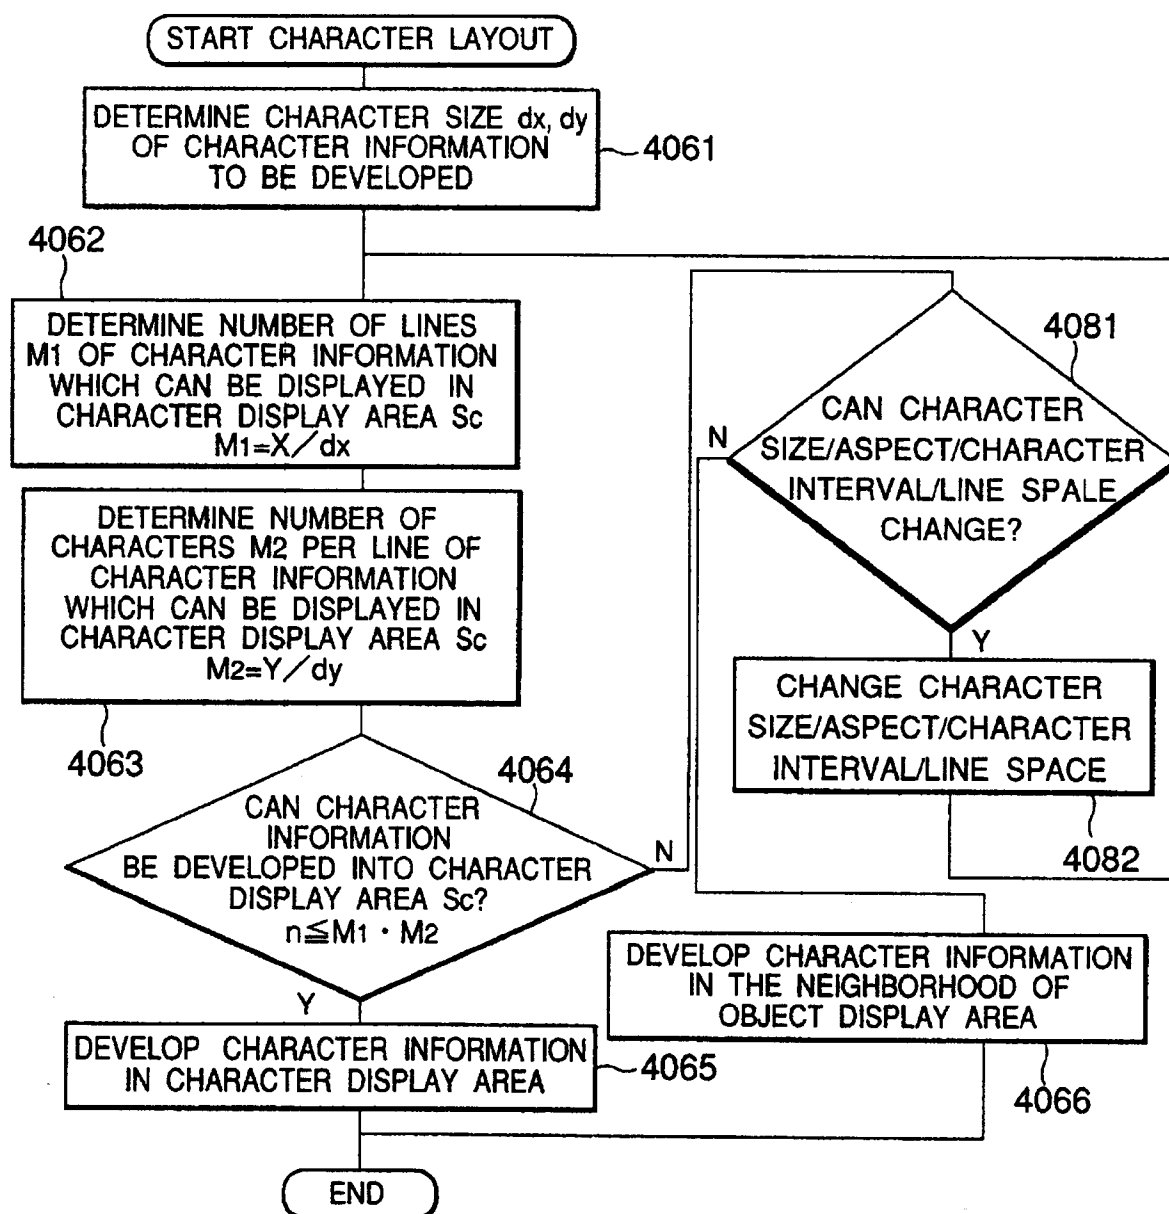 START CHARACTER LAYOUT
DETERMINE CHARACTER SIZE dx, dy
OF CHARACTER INFORMATION
TO BE DEVELOPED
4061
4062
DETERMINE NUMBER OF LINES
M1 OF CHARACTER INFORMATION
WHICH CAN BE DISPLAYED IN
CHARACTER DISPLAY AREA Sc
M1=X/dx
DETERMINE NUMBER OF
CHARACTERS M2 PER LINE OF
CHARACTER INFORMATION
WHICH CAN BE DISPLAYED IN
CHARACTER DISPLAY AREA Sc
M2=Y/dy
4063
4064
CAN CHARACTER
INFORMATION
BE DEVELOPED INTO CHARACTER
DISPLAY AREA Sc?
n≦M1・M2
N
Y
DEVELOP CHARACTER INFORMATION
IN CHARACTER DISPLAY AREA
4065
4081
CAN CHARACTER
SIZE/ASPECT/CHARACTER
INTERVAL/LINE SPALE
CHANGE?
N
Y
CHANGE CHARACTER
SIZE/ASPECT/CHARACTER
INTERVAL/LINE SPACE
4082
DEVELOP CHARACTER INFORMATION
IN THE NEIGHBORHOOD OF
OBJECT DISPLAY AREA
4066
END